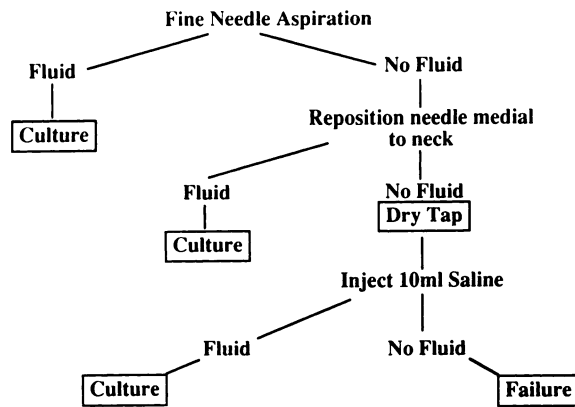 Fine Needle Aspiration
Fluid
No Fluid
Culture
Reposition needle medial
to neck
Fluid
No Fluid
Culture
Dry Tap
Inject 10ml Saline
Fluid
No Fluid
Culture
Failure